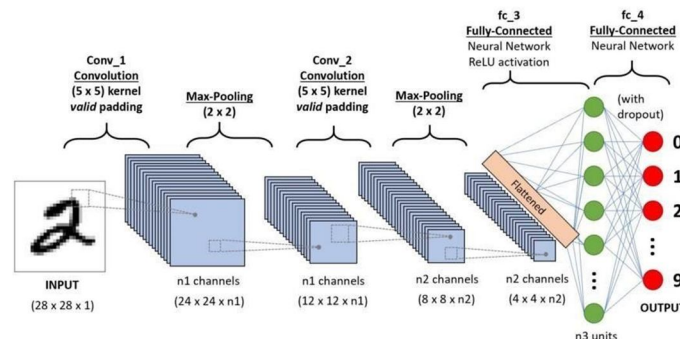 fc_3
Fully-Connected
Neural Network
ReLU activation
fc_4
Fully-Connected
Neural Network
Conv_1
Convolution
(5 x 5) kernel
valid padding
Max-Pooling
(2 x 2)
Conv_2
Convolution
(5 x 5) kernel
valid padding
Max-Pooling
(2 x 2)
(with
dropout)
2
Flattened
0
1
2
9
INPUT
(28 x 28 x 1)
n1 channels
(24 x 24 x n1)
n1 channels
(12 x 12 x n1)
n2 channels
(8 x 8 x n2)
n2 channels
(4 x 4 x n2)
OUTPUT
n3 units